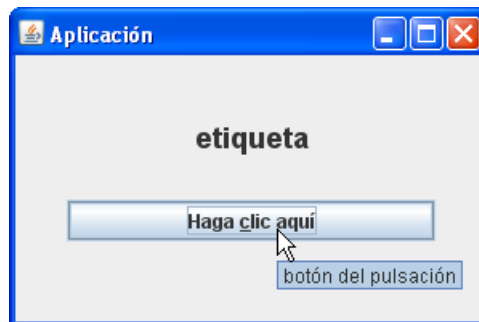 Aplicación
etiqueta
Haga clic aquí
botón del pulsación